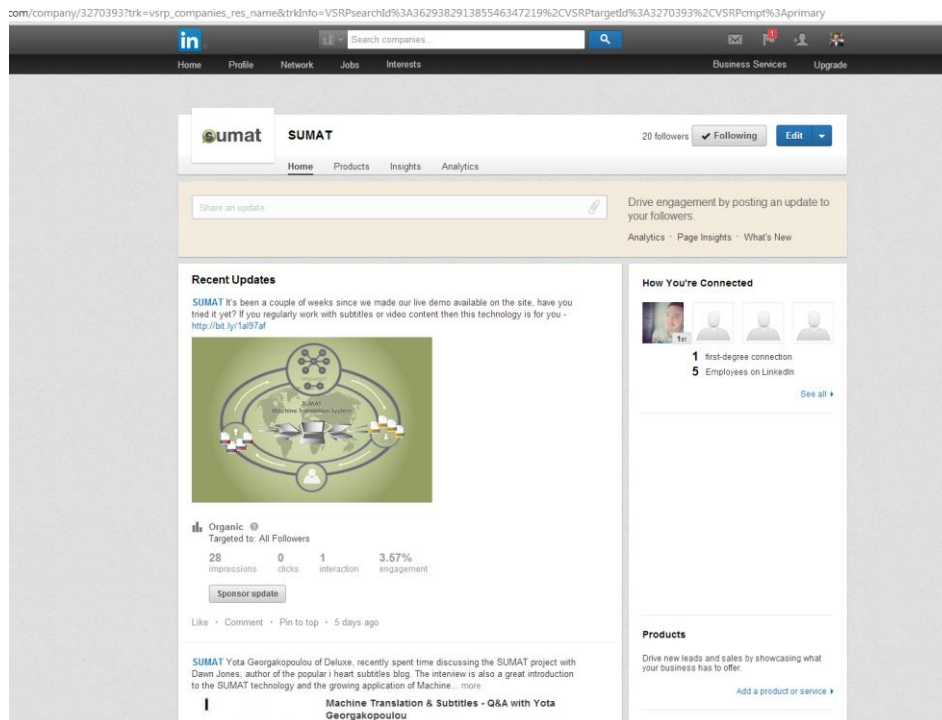 com/company/3270393?trk=vsrp_companies_res_name&trkInfo=VSRPsearchId%3A362938291385546347219%2CVSRPtargetId%3A3270393%2CVSRPcmpt%3Aprimary
in
Search companies...
1
Home Profile Network Jobs Interests Business Services Upgrade
sumat SUMAT 20 followers Following Edit
Home Products Insights Analytics
Share an update
Drive engagement by posting an update to
your followers.
Analytics · Page Insights · What's New
Recent Updates
SUMAT It's been a couple of weeks since we made our live demo available on the site, have you
tried it yet? If you regularly work with subtitles or video content then this technology is for you -
http://bit.ly/1al97af
SUMAT
Machine Translation System
Organic
Targeted to: All Followers
28 0 1 3.57%
impressions clicks interaction engagement
Sponsor update
Like · Comment · Pin to top · 5 days ago
SUMAT Yota Georgakopoulou of Deluxe, recently spent time discussing the SUMAT project with
Dawn Jones, author of the popular i heart subtitles blog. The interview is also a great introduction
to the SUMAT technology and the growing application of Machine... more
Machine Translation & Subtitles - Q&A with Yota
Georgakopoulou
How You're Connected
1st
1 first-degree connection
5 Employees on LinkedIn
See all
Products
Drive new leads and sales by showcasing what
your business has to offer.
Add a product or service